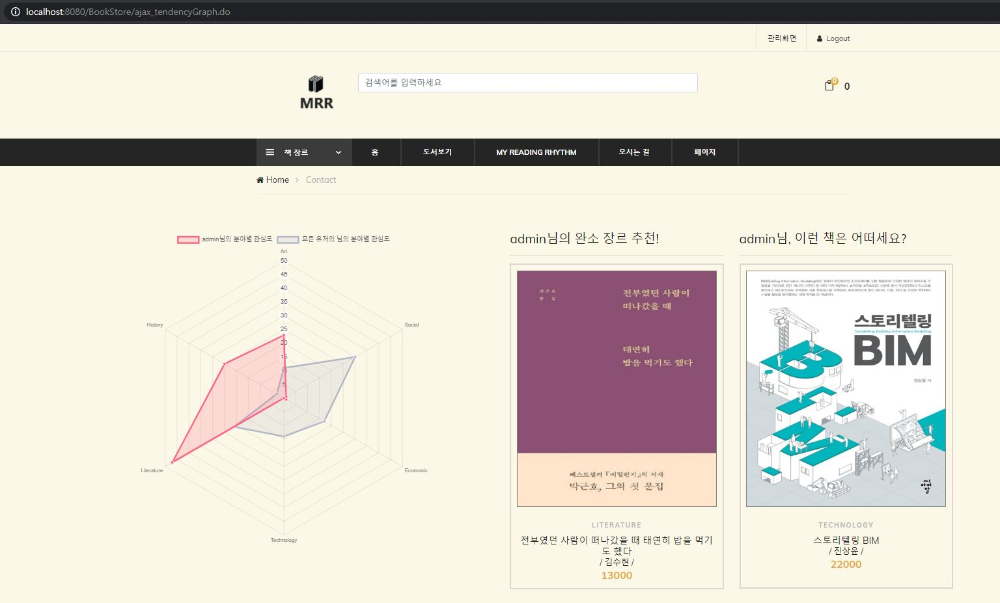 localhost:8080/BookStore/ajax_tendencyGraph.do
관리화면
Logout
MRR
검색어를 입력하세요
0
0
책 장르
홈
도서보기
MY READING RHYTHM
오시는 길
페이지
Home
Contact
admin님의 분야별 관심도
모든 유저의 님의 분야별 관심도
Art
50
45
40
35
30
25
20
15
10
5
History
Social
Literature
Economic
Technology
admin님의 완소 장르 추천!
박근호
문 집
전부였던 사람이
떠나갔을 때
태연히
밥을 먹기도 했다
베스트셀러 『비밀편지』의 저자
박근호, 그의 첫 문집
LITERATURE
전부였던 사람이 떠나갔을 때 태연히 밥을 먹기
도 했다
/ 김수현 /
13000
admin님, 이런 책은 어떠세요?
스토리텔링
Storytelling Building Information Modeling
BIM
진상윤 저
씨
아이
알
TECHNOLOGY
스토리텔링 BIM
/ 진상윤 /
22000